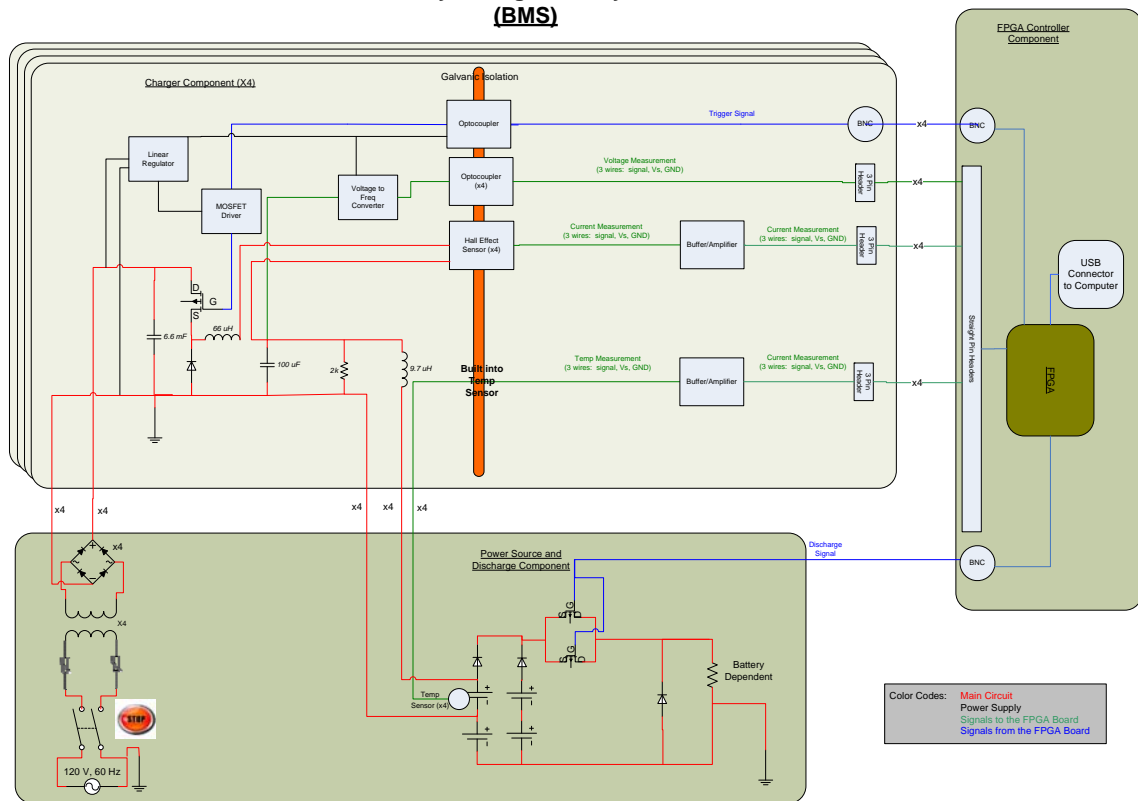 (BMS)
FPGA Controller
Component
Charger Component (X4)
Galvanic Isolation
Optocoupler
Trigger Signal
BNC
x4
BNC
Linear
Regulator
Voltage Measurement
(3 wires: signal, Vs, GND)
Optocoupler
(x4)
3 Pin
Header
x4
MOSFET
Driver
Voltage to
Freq
Converter
Current Measurement
(3 wires: signal, Vs, GND)
Hall Effect
Sensor (x4)
Buffer/Amplifier
Current Measurement
(3 wires: signal, Vs, GND)
3 Pin
Header
x4
USB
Connector
to Computer
D
G
S
66 uH
6.6 mF
100 uF
2k
9.7 uH
Built into
Temp
Sensor
Temp Measurement
(3 wires: signal, Vs, GND)
Buffer/Amplifier
Current Measurement
(3 wires: signal, Vs, GND)
3 Pin
Header
x4
Straight Pin Headers
FPGA
x4
x4
x4
x4
x4
x4
Power Source and
Discharge Component
Discharge
Signal
BNC
X4
S
G
D
S
G
D
Temp
Sensor (x4)
Battery
Dependent
STOP
120 V, 60 Hz
Color Codes:
Main Circuit
Power Supply
Signals to the FPGA Board
Signals from the FPGA Board